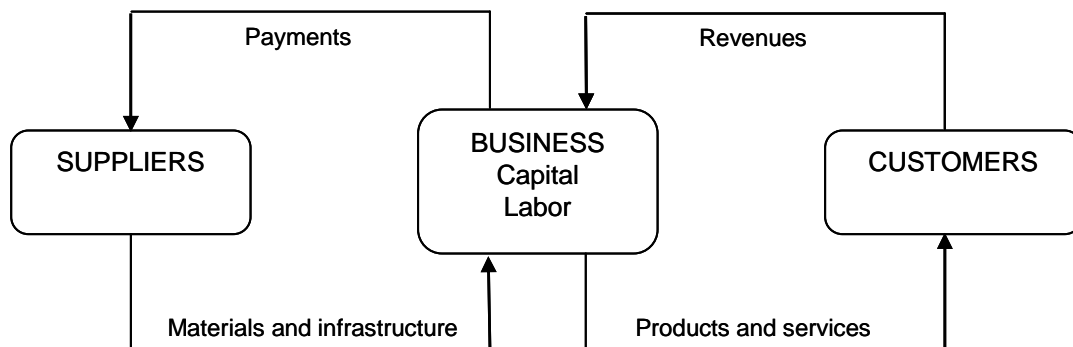 Payments
Revenues
SUPPLIERS
BUSINESS
Capital
Labor
CUSTOMERS
Materials and infrastructure
Products and services